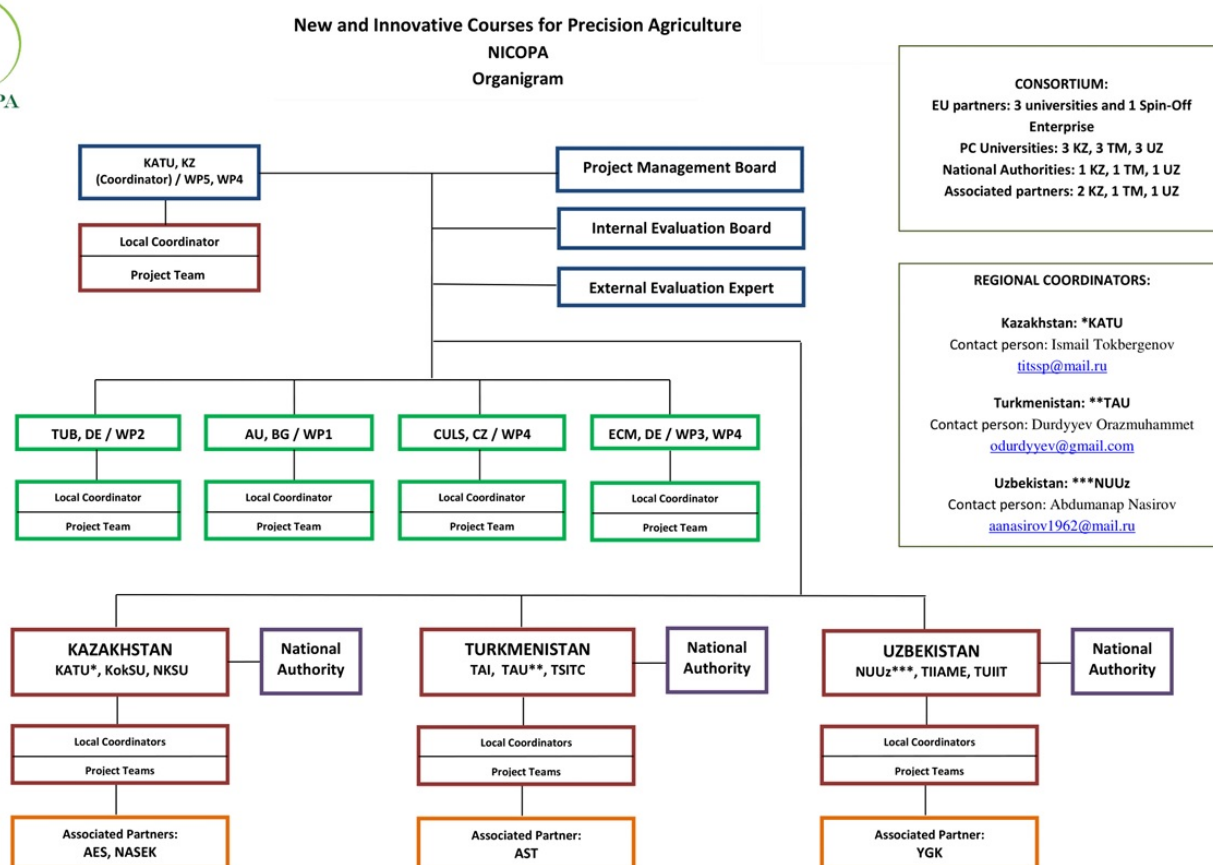 New and Innovative Courses for Precision Agriculture
NICOPA
Organigram
PA
CONSORTIUM:
EU partners: 3 universities and 1 Spin-Off
Enterprise
PC Universities: 3 KZ, 3 TM, 3 UZ
National Authorities: 1 KZ, 1 TM, 1 UZ
Associated partners: 2 KZ, 1 TM, 1 UZ
KATU, KZ
(Coordinator) / WP5, WP4
Local Coordinator
Project Team
Project Management Board
Internal Evaluation Board
External Evaluation Expert
REGIONAL COORDINATORS:
Kazakhstan: *KATU
Contact person: Ismail Tokbergenov
titssp@mail.ru
Turkmenistan: **TAU
Contact person: Durdyyev Orazmuhammet
odurdyyev@gmail.com
Uzbekistan: ***NUUz
Contact person: Abdumanap Nasirov
aanasirov1962@mail.ru
TUB, DE / WP2
Local Coordinator
Project Team
AU, BG / WP1
Local Coordinator
Project Team
CULS, CZ / WP4
Local Coordinator
Project Team
ECM, DE / WP3, WP4
Local Coordinator
Project Team
KAZAKHSTAN
KATU*, KokSU, NKSU
National
Authority
Local Coordinators
Project Teams
Associated Partners:
AES, NASEK
TURKMENISTAN
TAI, TAU**, TSITC
National
Authority
Local Coordinators
Project Teams
Associated Partner:
AST
UZBEKISTAN
NUUz***, TIIAME, TUIIT
National
Authority
Local Coordinators
Project Teams
Associated Partner:
YGK